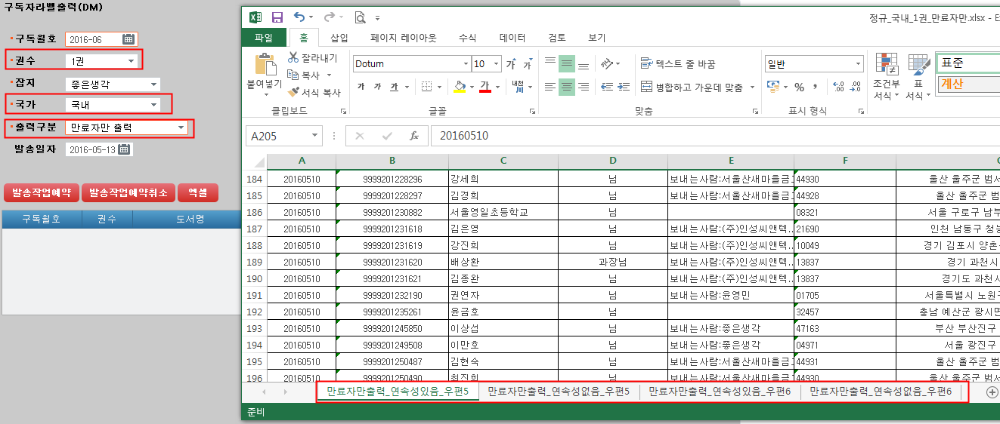 구독자라벨출력(DM)
구독월호 2016-06
권수 1권
잡지 좋은생각
국가 국내
출력구분 만료자만 출력
발송일자 2016-05-13
발송작업예약 발송작업예약취소 엑셀
구독월호 권수 도서명
정규_국내_1권_만료자만.xlsx - E
파일 홈 삽입 페이지 레이아웃 수식 데이터 검토 보기
붙여넣기 잘라내기 복사 서식 복사
클립보드
Dotum 10 가 가
가 가 가 가 내천
글꼴
텍스트 줄 바꿈
병합하고 가운데 맞춤
맞춤
일반
% , .00 .0
표시 형식
조건부 서식 표 서식
표준
계산
A205 fx 20160510
A B C D E F
184 20160510 9999201228296 강세희 님 보내는사람:서울산새마을금 44930 울산 울주군 범서
185 20160510 9999201228297 김경희 님 보내는사람:서울산새마을금 44928 울산 울주군 범
186 20160510 9999201230882 서울영일초등학교 님 08321 서울 구로구 남부
187 20160510 9999201231618 김은영 님 보내는사람:(주)인성씨앤텍.. 21690 인천 남동구 청능
188 20160510 9999201231619 강진희 님 보내는사람:(주)인성씨앤텍.. 10049 경기 김포시 양촌
189 20160510 9999201231620 배상환 과장님 보내는사람:(주)인성씨앤텍.. 13837 경기 과천시
190 20160510 9999201231621 김종완 님 보내는사람:(주)인성씨앤텍.. 13837 경기도 과천시
191 20160510 9999201232190 권연자 님 보내는사람:윤영민 01705 서울특별시 노원구
192 20160510 9999201235261 윤금호 님 32457 충남 예산군 광시면
193 20160510 9999201245850 이상섭 님 보내는사람:좋은생각 47163 부산 부산진구
194 20160510 9999201249508 이만호 님 보내는사람:좋은생각 04971 서울 광진구
195 20160510 9999201250487 김현숙 님 보내는사람:서울산새마을금 44931 울산 울주군 범
196 20160510 9999201250490 최진희 님 보내는사람:서울산새마을금 44930 울산 울주군 범서
만료자만출력_연속성있음_우편5 만료자만출력_연속성없음_우편5 만료자만출력_연속성있음_우편6 만료자만출력_연속성없음_우편6
준비